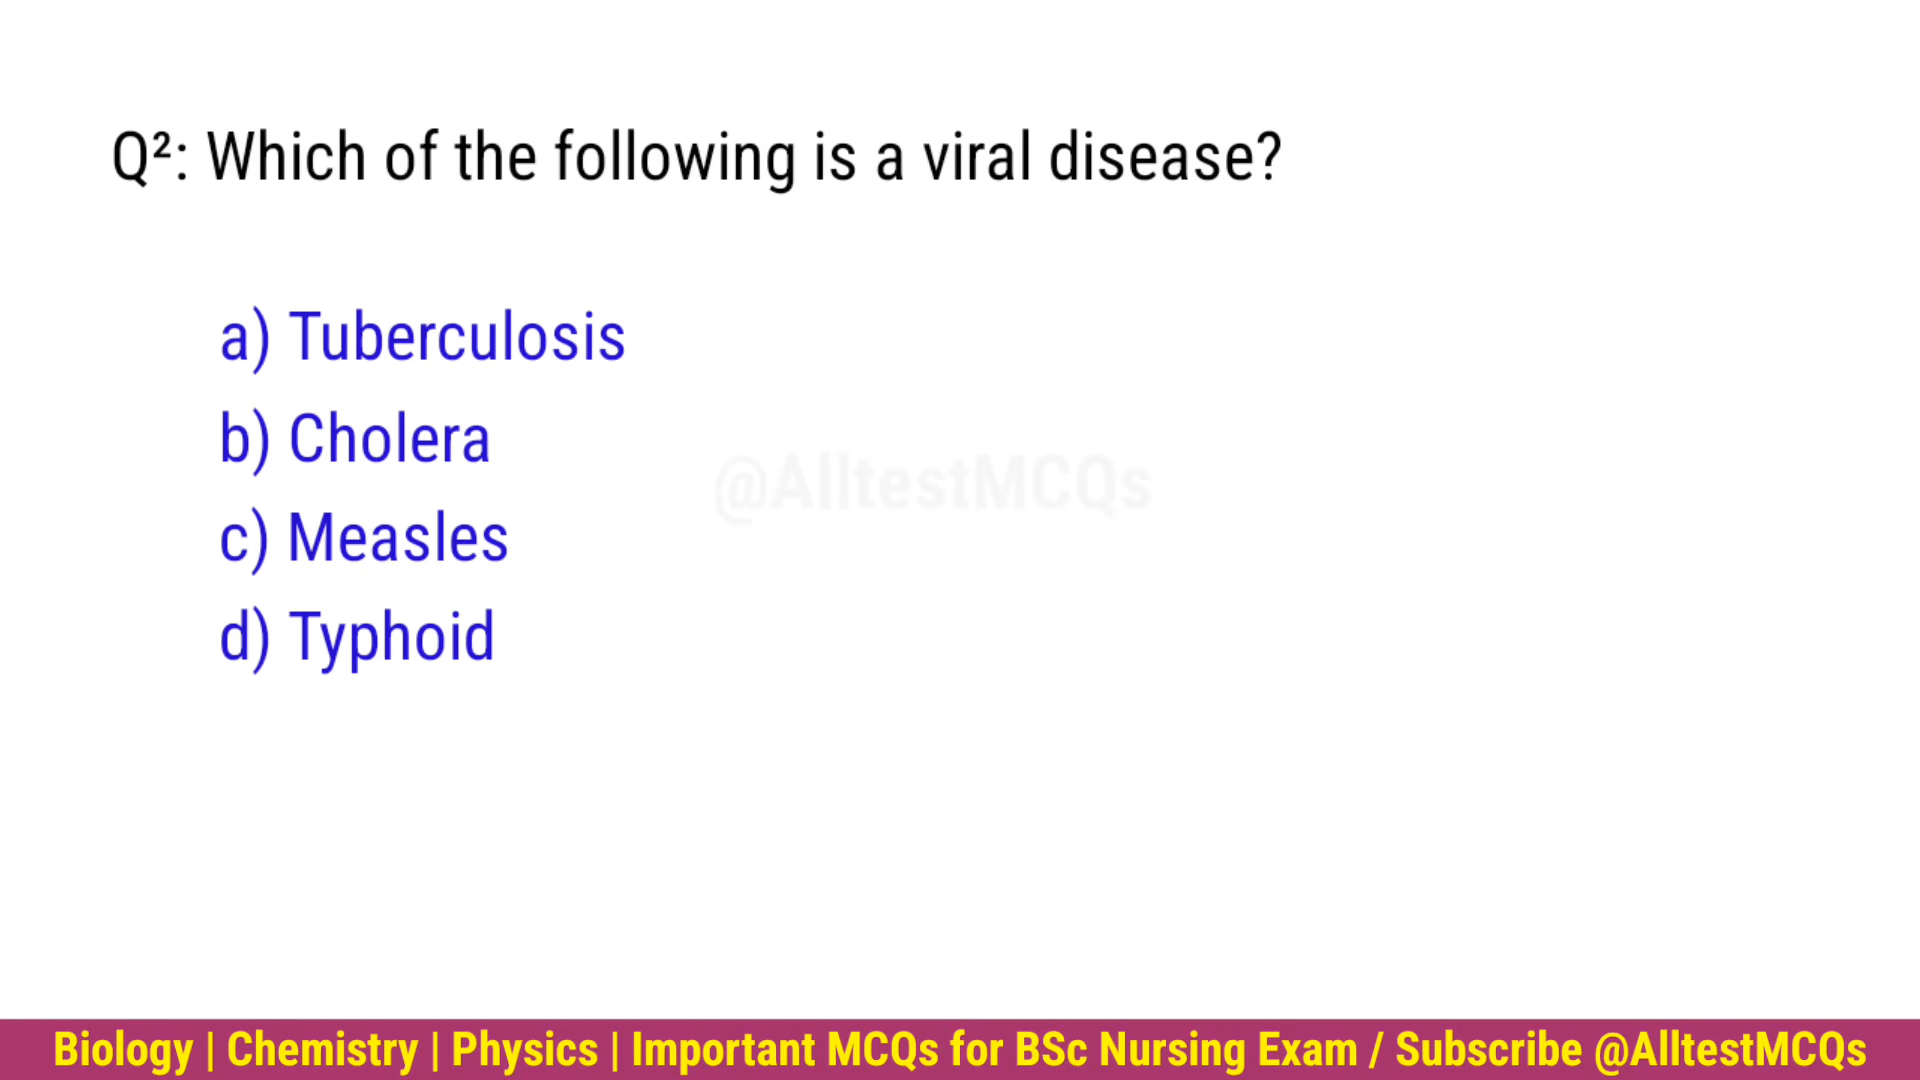 Q²: Which of the following is a viral disease?
a) Tuberculosis
b) Cholera
@AlltestMCQs
c) Measles
d) Typhoid
Biology | Chemistry | Physics | Important MCQs for BSc Nursing Exam / Subscribe @AlltestMCQs